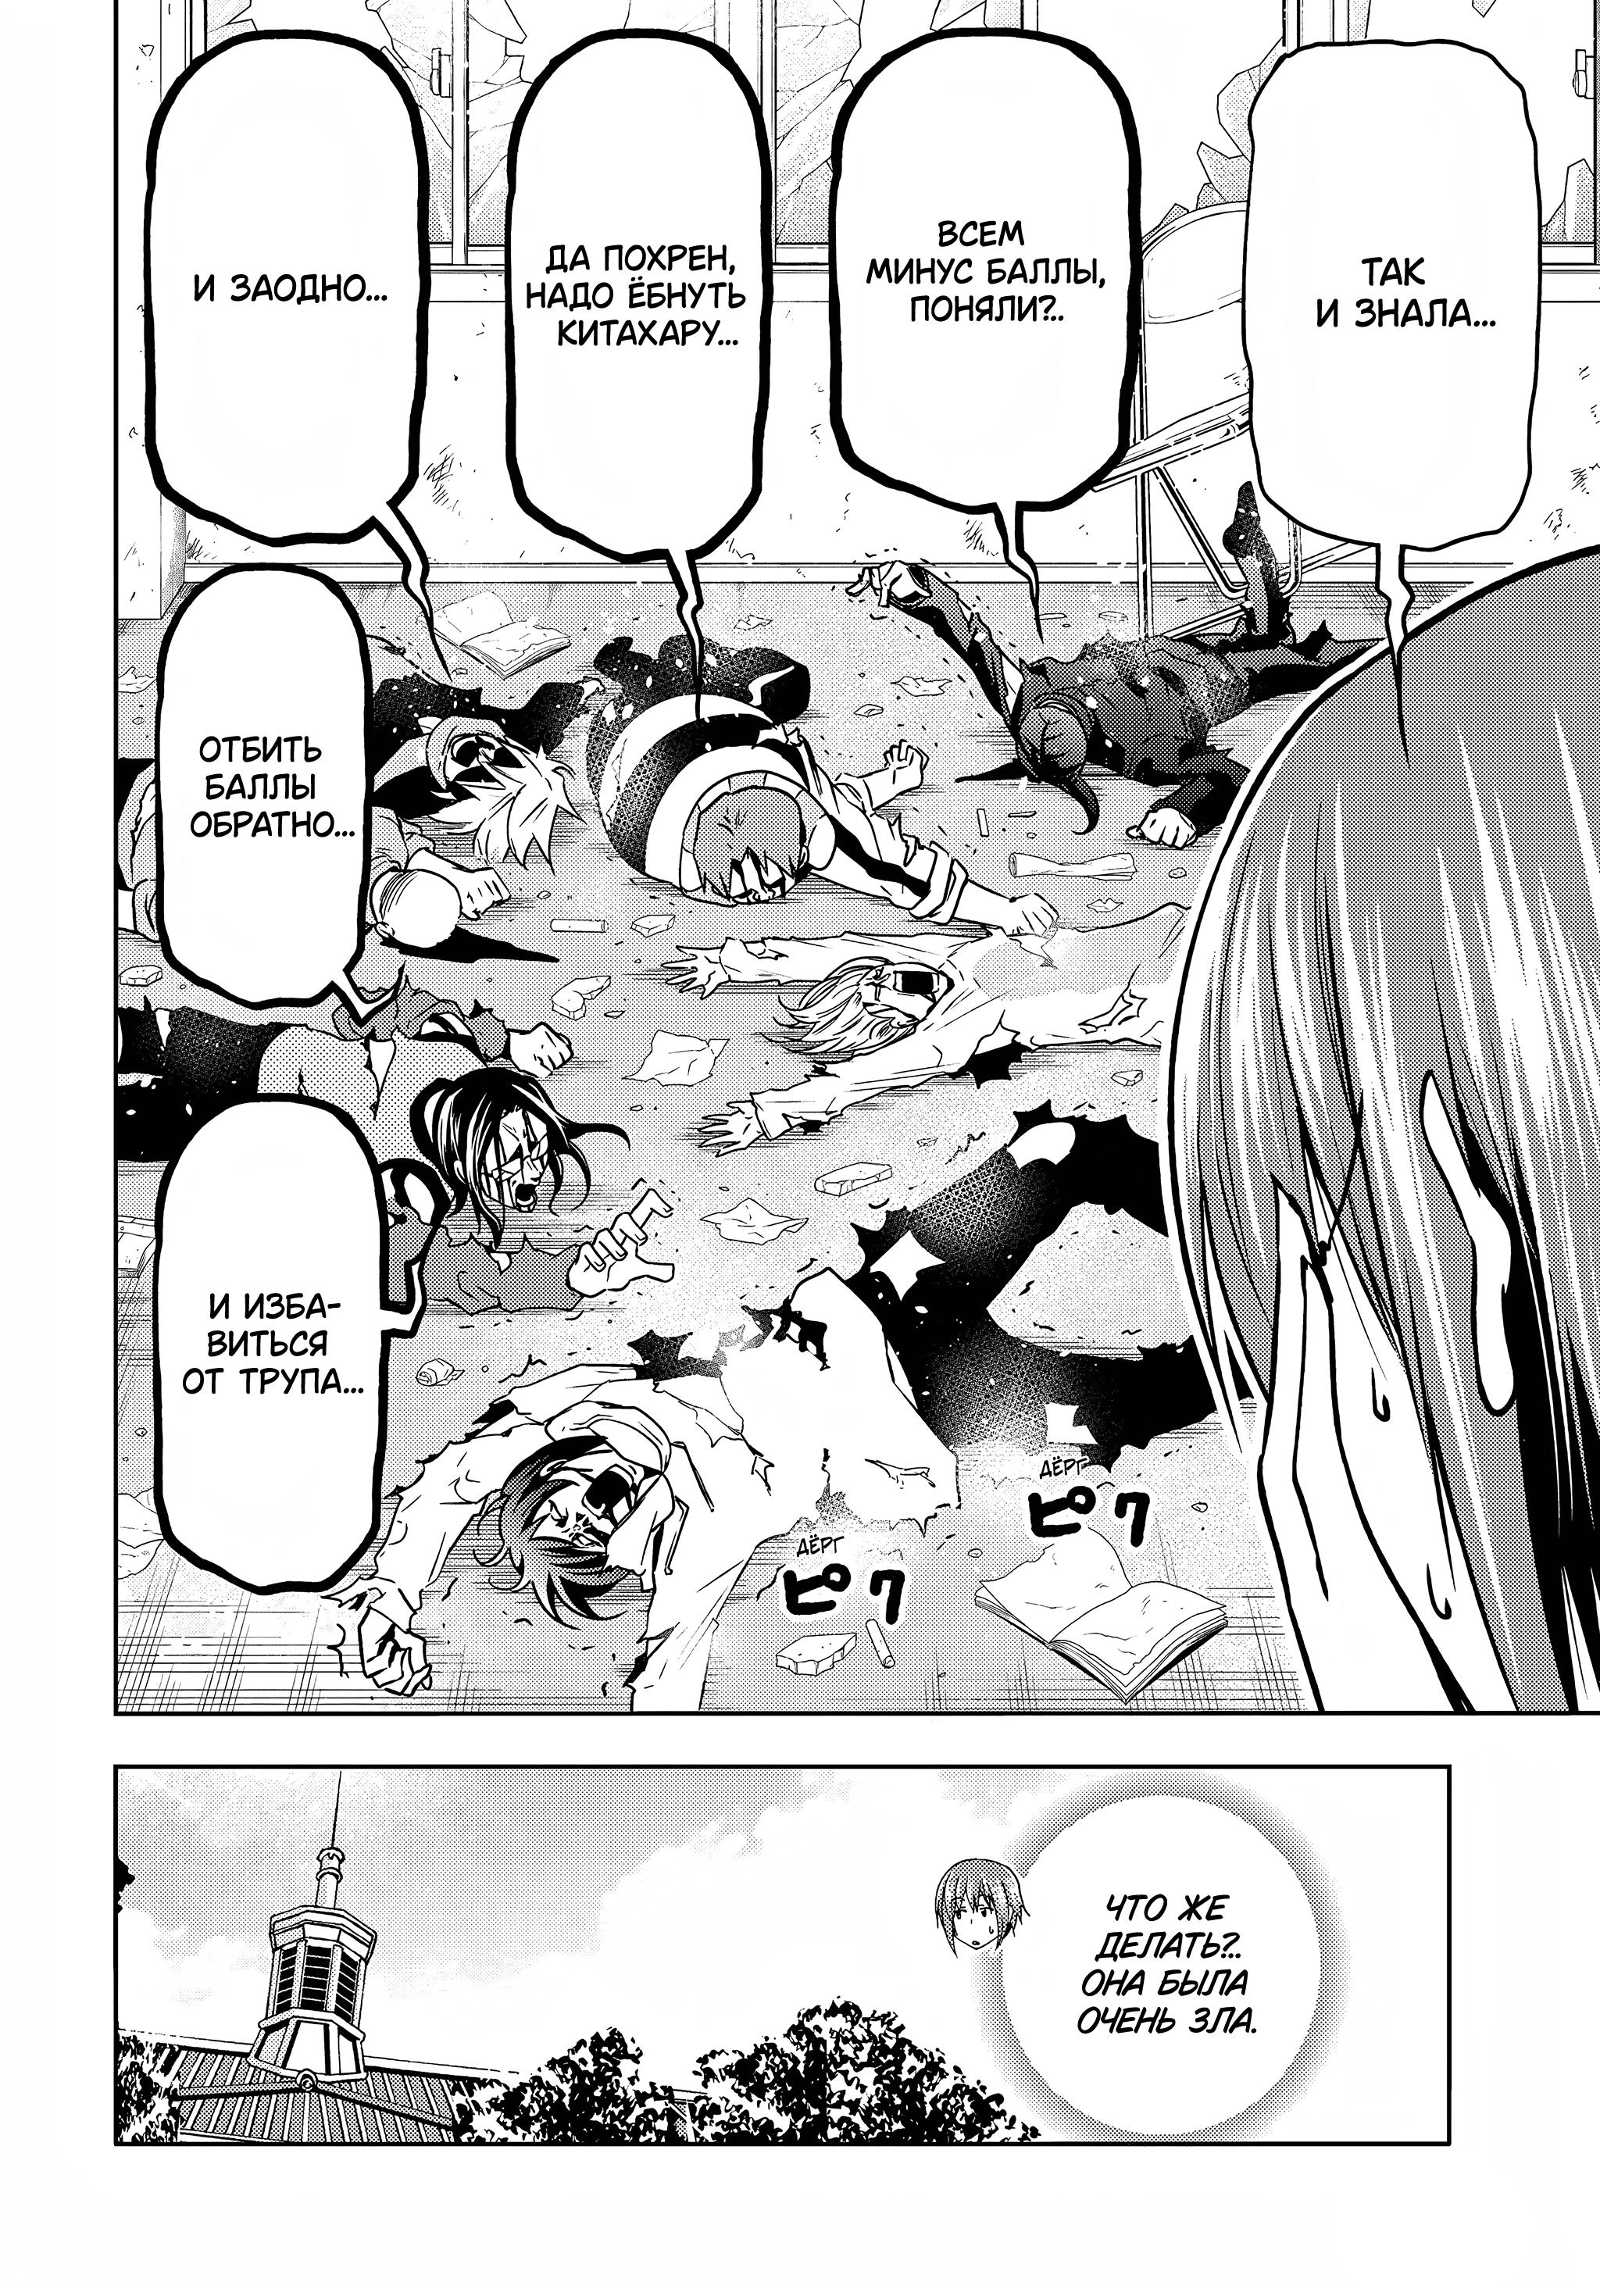 ТАК
И ЗНАЛА...
ВСЕМ
МИНУС БАЛЛЫ,
ПОНЯЛИ?..
ДА ПОХРЕН,
НАДО ЁБНУТЬ
КИТАХАРУ...
И ЗАОДНО...
ОТБИТЬ
БАЛЛЫ
ОБРАТНО...
И ИЗБА-
ВИТЬСЯ
ОТ ТРУПА...
ДЁРГ
ピク
ДЁРГ
ピク
ЧТО ЖЕ
ДЕЛАТЬ?..
ОНА БЫЛА
ОЧЕНЬ ЗЛА.